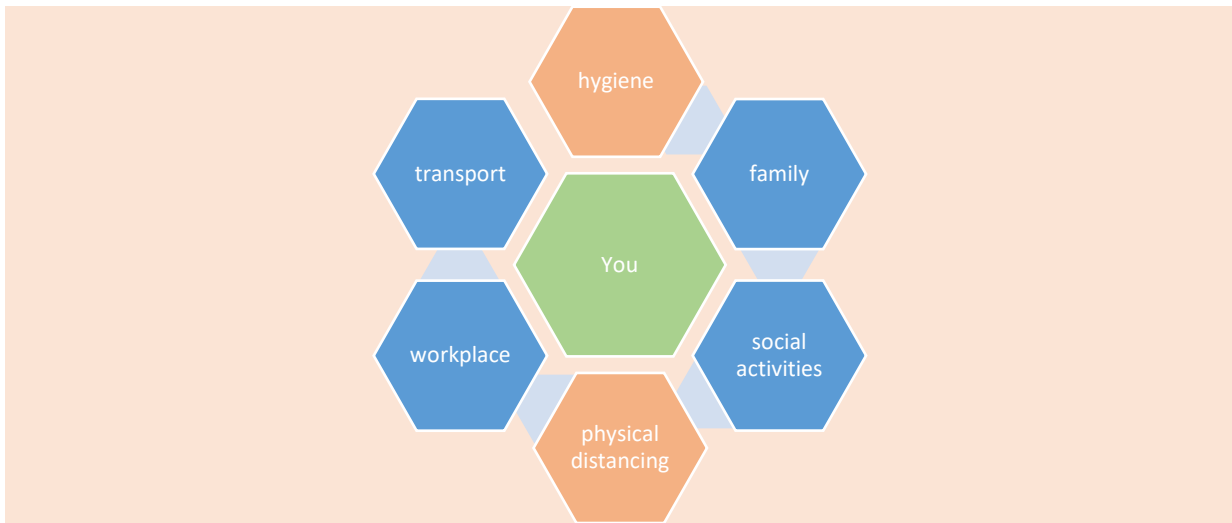 hygiene
transport
family
You
workplace
social
activities
physical
distancing